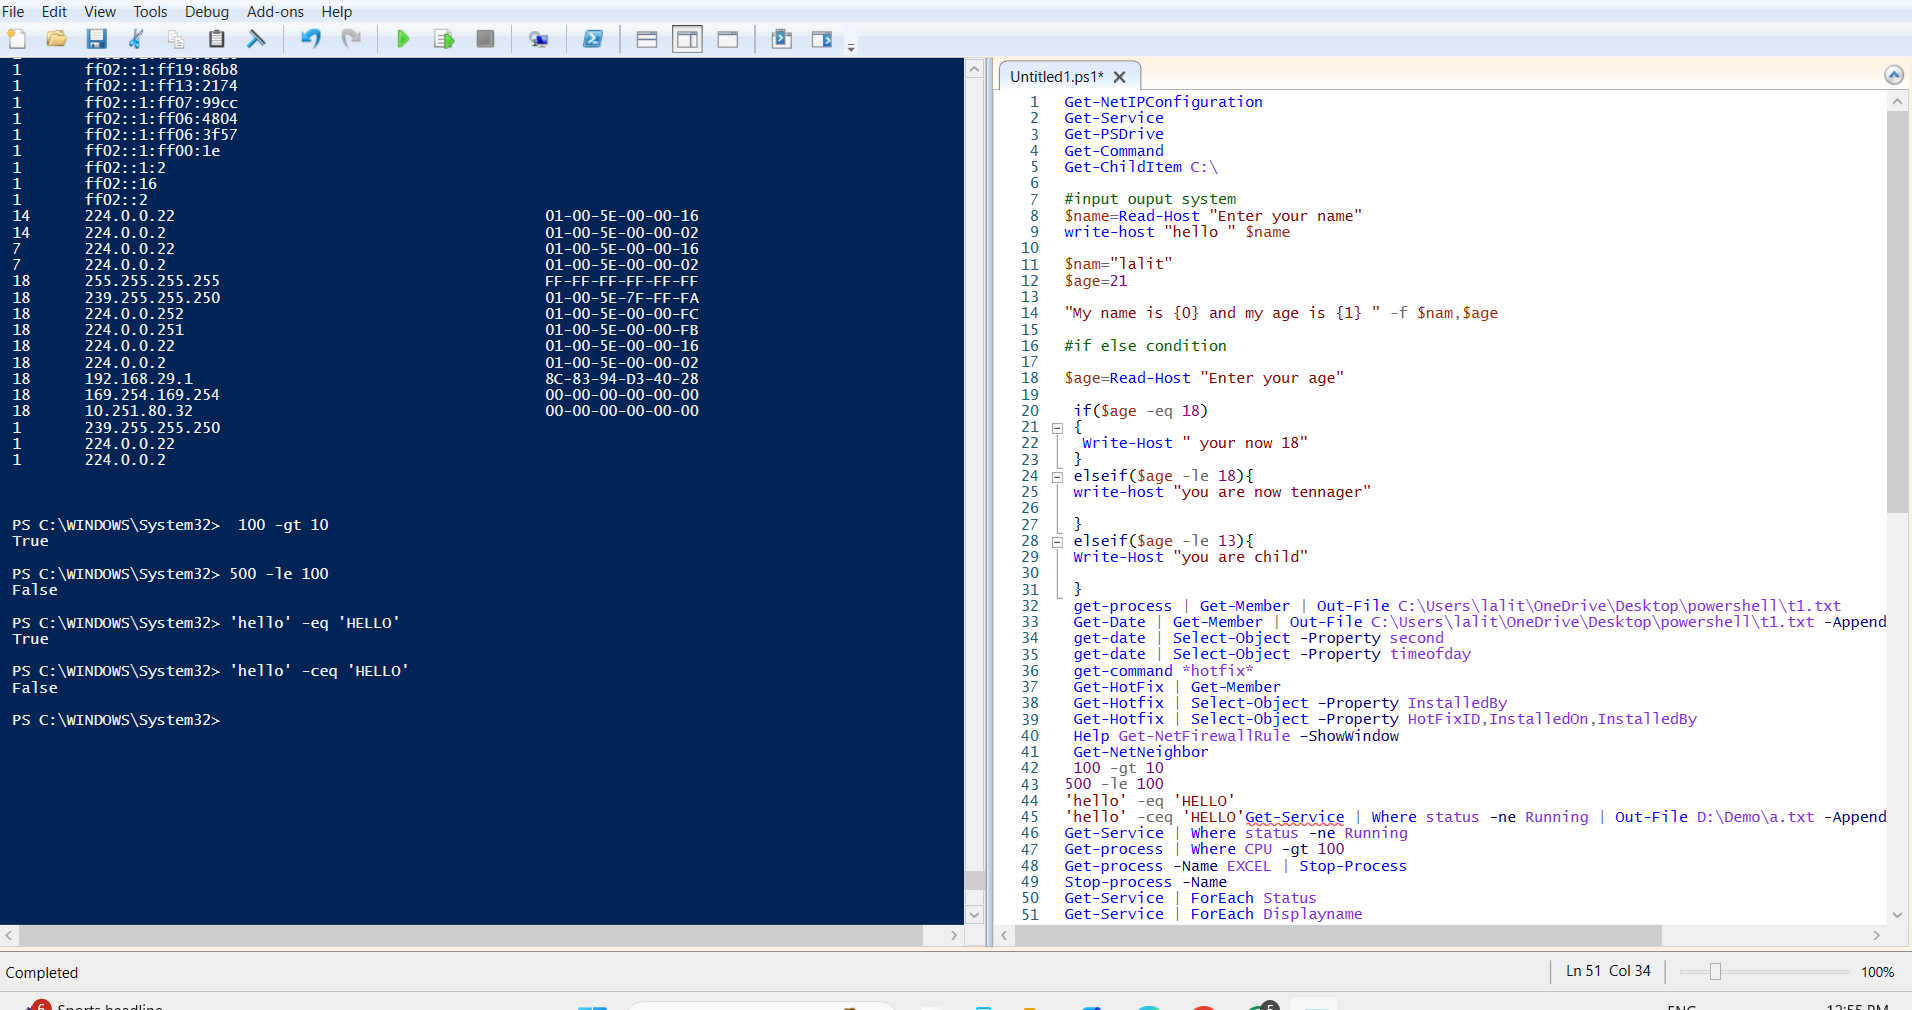 File Edit View Tools Debug Add-ons Help
1 ff02::1:ff19:86b8
1 ff02::1:ff13:2174
1 ff02::1:ff07:99cc
1 ff02::1:ff06:4804
1 ff02::1:ff06:3f57
1 ff02::1:ff00:1e
1 ff02::1:2
1 ff02::16
1 ff02::2
14 224.0.0.22 01-00-5E-00-00-16
14 224.0.0.2 01-00-5E-00-00-02
7 224.0.0.22 01-00-5E-00-00-16
7 224.0.0.2 01-00-5E-00-00-02
18 255.255.255.255 FF-FF-FF-FF-FF-FF
18 239.255.255.250 01-00-5E-7F-FF-FA
18 224.0.0.252 01-00-5E-00-00-FC
18 224.0.0.251 01-00-5E-00-00-FB
18 224.0.0.22 01-00-5E-00-00-16
18 224.0.0.2 01-00-5E-00-00-02
18 192.168.29.1 8C-83-94-D3-40-28
18 169.254.169.254 00-00-00-00-00-00
18 10.251.80.32 00-00-00-00-00-00
1 239.255.255.250
1 224.0.0.22
1 224.0.0.2
PS C:\WINDOWS\System32>  100 -gt 10
True
PS C:\WINDOWS\System32> 500 -le 100
False
PS C:\WINDOWS\System32> 'hello' -eq 'HELLO'
True
PS C:\WINDOWS\System32> 'hello' -ceq 'HELLO'
False
PS C:\WINDOWS\System32>
Untitled1.ps1*
1 Get-NetIPConfiguration
2 Get-Service
3 Get-PSDrive
4 Get-Command
5 Get-ChildItem C:\
6
7 #input ouput system
8 $name=Read-Host "Enter your name"
9 write-host "hello " $name
10
11 $nam="lalit"
12 $age=21
13
14 "My name is {0} and my age is {1} " -f $nam,$age
15
16 #if else condition
17
18 $age=Read-Host "Enter your age"
19
20 if($age -eq 18)
21 {
22 Write-Host " your now 18"
23 }
24 elseif($age -le 18){
25 write-host "you are now tennager"
26
27 }
28 elseif($age -le 13){
29 Write-Host "you are child"
30
31 }
32 get-process | Get-Member | Out-File C:\Users\lalit\OneDrive\Desktop\powershell\t1.txt
33 Get-Date | Get-Member | Out-File C:\Users\lalit\OneDrive\Desktop\powershell\t1.txt -Append
34 get-date | Select-Object -Property second
35 get-date | Select-Object -Property timeofday
36 get-command *hotfix*
37 Get-HotFix | Get-Member
38 Get-Hotfix | Select-Object -Property InstalledBy
39 Get-Hotfix | Select-Object -Property HotFixID,InstalledOn,InstalledBy
40 Help Get-NetFirewallRule -ShowWindow
41 Get-NetNeighbor
42 100 -gt 10
43 500 -le 100
44 'hello' -eq 'HELLO'
45 'hello' -ceq 'HELLO'Get-Service | Where status -ne Running | Out-File D:\Demo\a.txt -Append
46 Get-Service | Where status -ne Running
47 Get-process | Where CPU -gt 100
48 Get-process -Name EXCEL | Stop-Process
49 Stop-process -Name
50 Get-Service | ForEach Status
51 Get-Service | ForEach Displayname
Completed
Ln 51 Col 34
100%
6 Sports headline
5
ENG
12:55 PM